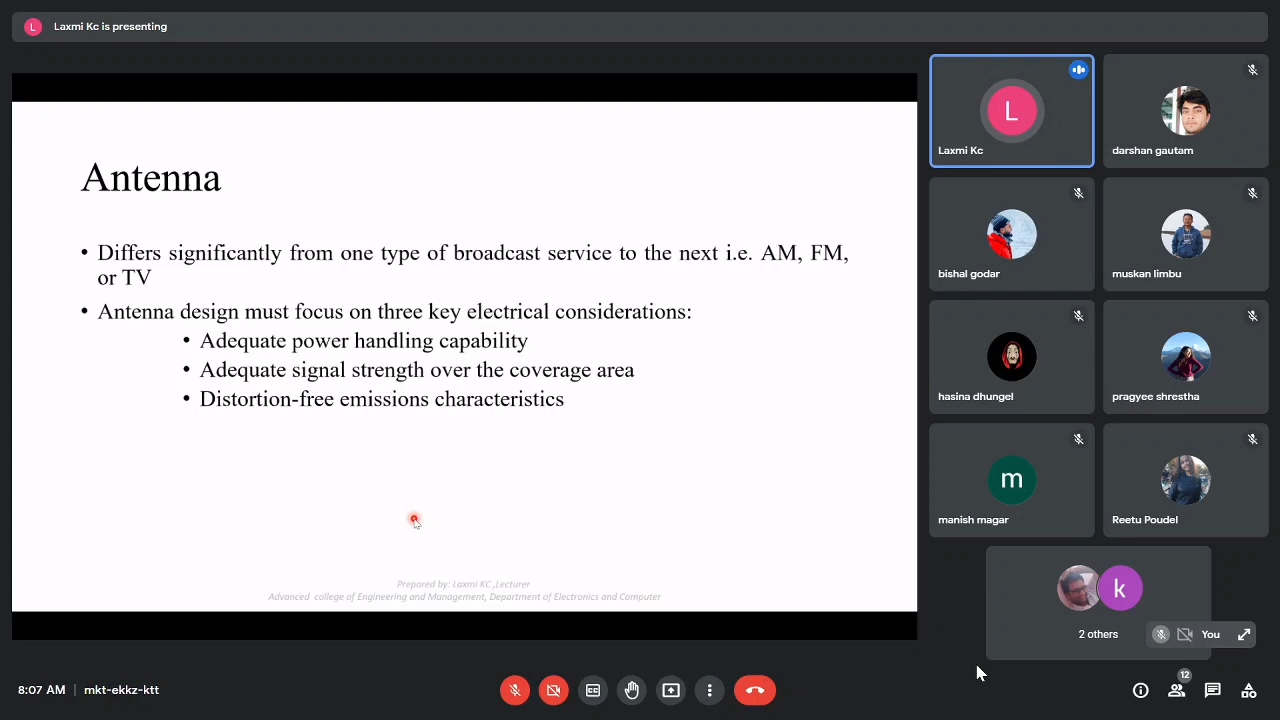 L Laxmi Kc is presenting
Antenna
• Differs significantly from one type of broadcast service to the next i.e. AM, FM,
or TV
• Antenna design must focus on three key electrical considerations:
• Adequate power handling capability
• Adequate signal strength over the coverage area
• Distortion-free emissions characteristics
Prepared by: Laxmi KC ,Lecturer
Advanced college of Engineering and Management, Department of Electronics and Computer
L
Laxmi Kc
darshan gautam
bishal godar
muskan limbu
hasina dhungel
pragyee shrestha
m
manish magar
Reetu Poudel
k
2 others
You
8:07 AM | mkt-ekkz-ktt
12